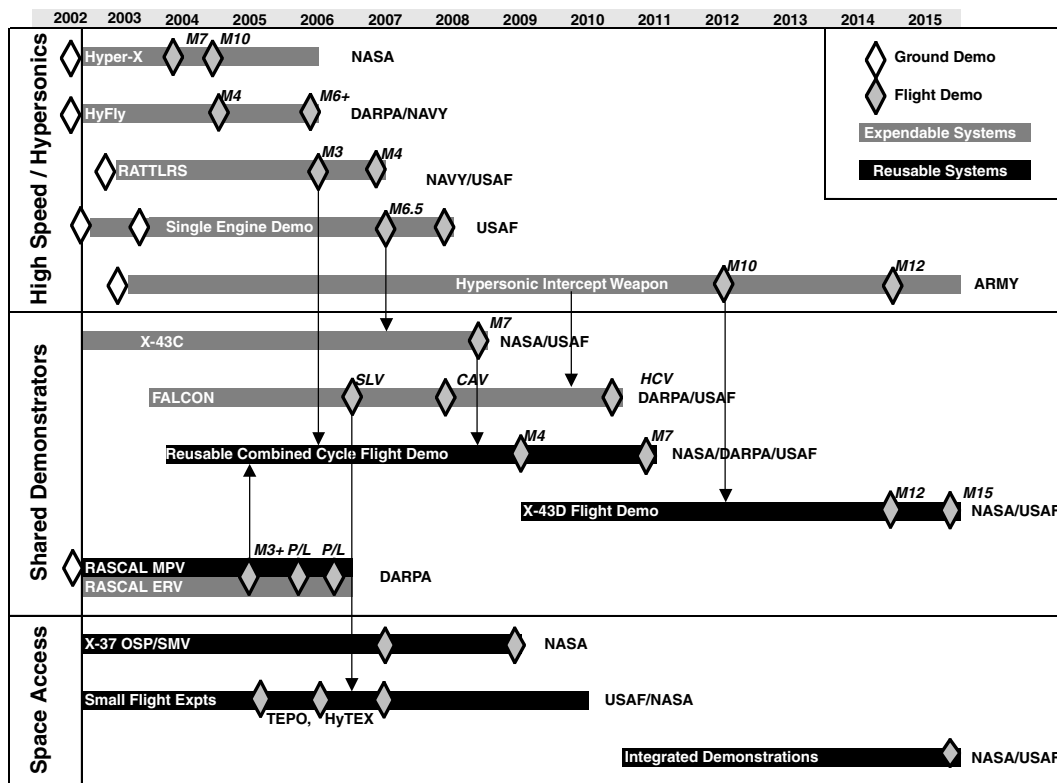 2002 2003 2004 2005 2006 2007 2008 2009 2010 2011 2012 2013 2014 2015
High Speed / Hypersonics
M7 M10
Hyper-X NASA
M4 M6+
HyFly DARPA/NAVY
M3 M4
RATTLRS NAVY/USAF
M6.5
Single Engine Demo USAF
M10 M12
Hypersonic Intercept Weapon ARMY
Ground Demo
Flight Demo
Expendable Systems
Reusable Systems
Shared Demonstrators
M7
X-43C NASA/USAF
SLV CAV HCV
FALCON DARPA/USAF
M4 M7
Reusable Combined Cycle Flight Demo NASA/DARPA/USAF
M12 M15
X-43D Flight Demo NASA/USAF
M3+ P/L P/L
RASCAL MPV
RASCAL ERV DARPA
Space Access
X-37 OSP/SMV NASA
Small Flight Expts USAF/NASA
TEPO, HyTEX
Integrated Demonstrations NASA/USAF